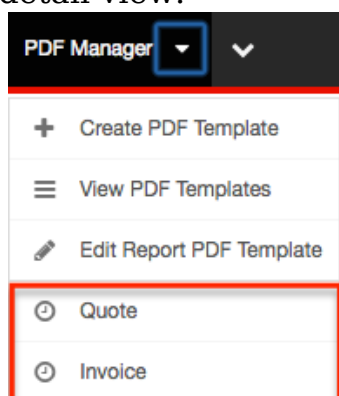 detail view.
PDF Manager
Create PDF Template
View PDF Templates
Edit Report PDF Template
Quote
Invoice